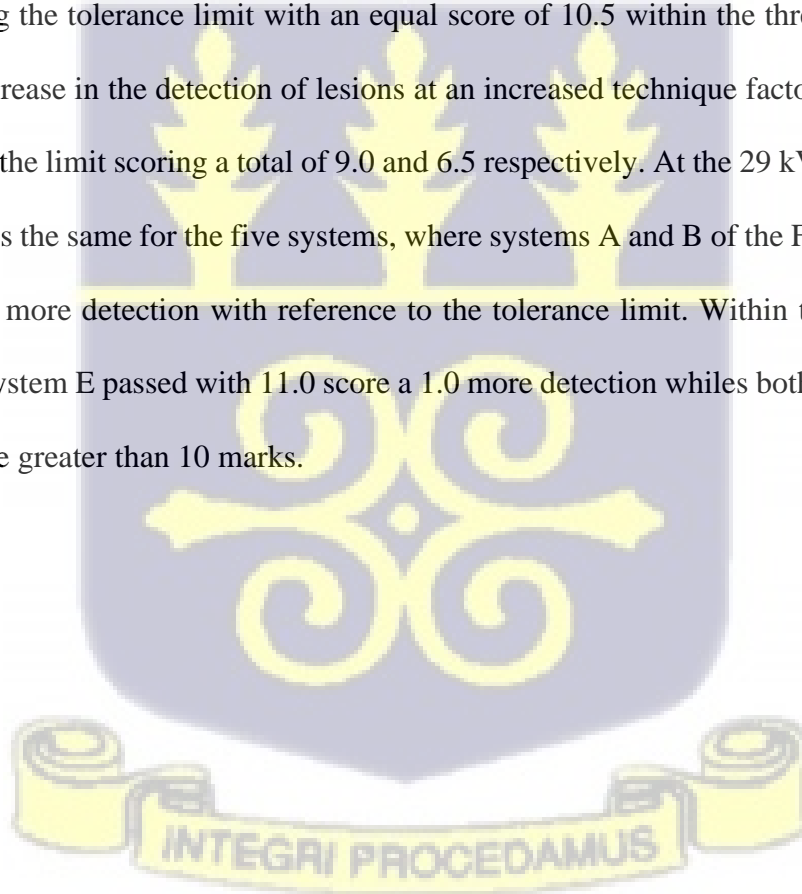 g the tolerance limit with an equal score of 10.5 within the thr
rease in the detection of lesions at an increased technique facto
the limit scoring a total of 9.0 and 6.5 respectively. At the 29 kV
s the same for the five systems, where systems A and B of the F
more detection with reference to the tolerance limit. Within t
ystem E passed with 11.0 score a 1.0 more detection whiles both
e greater than 10 marks.
INTEGRI PROCEDAMUS